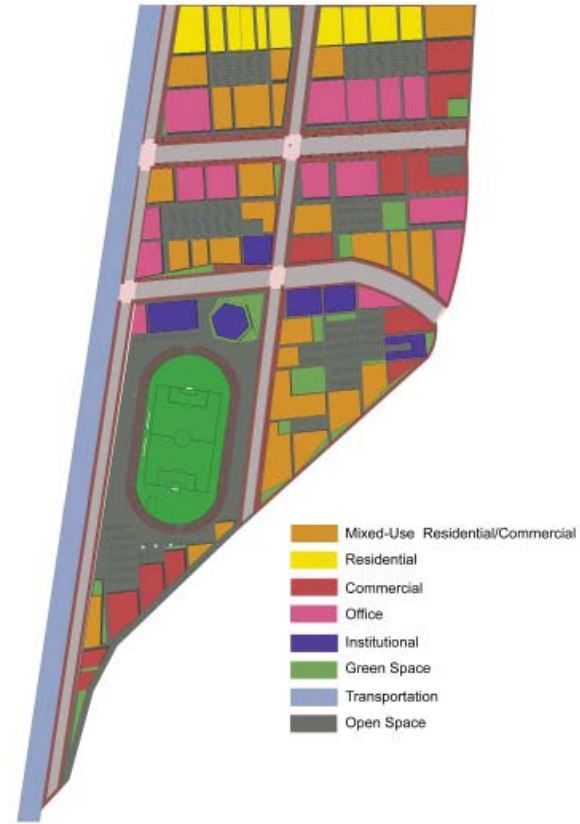 Mixed-Use Residential/Commercial
Residential
Commercial
Office
Institutional
Green Space
Transportation
Open Space